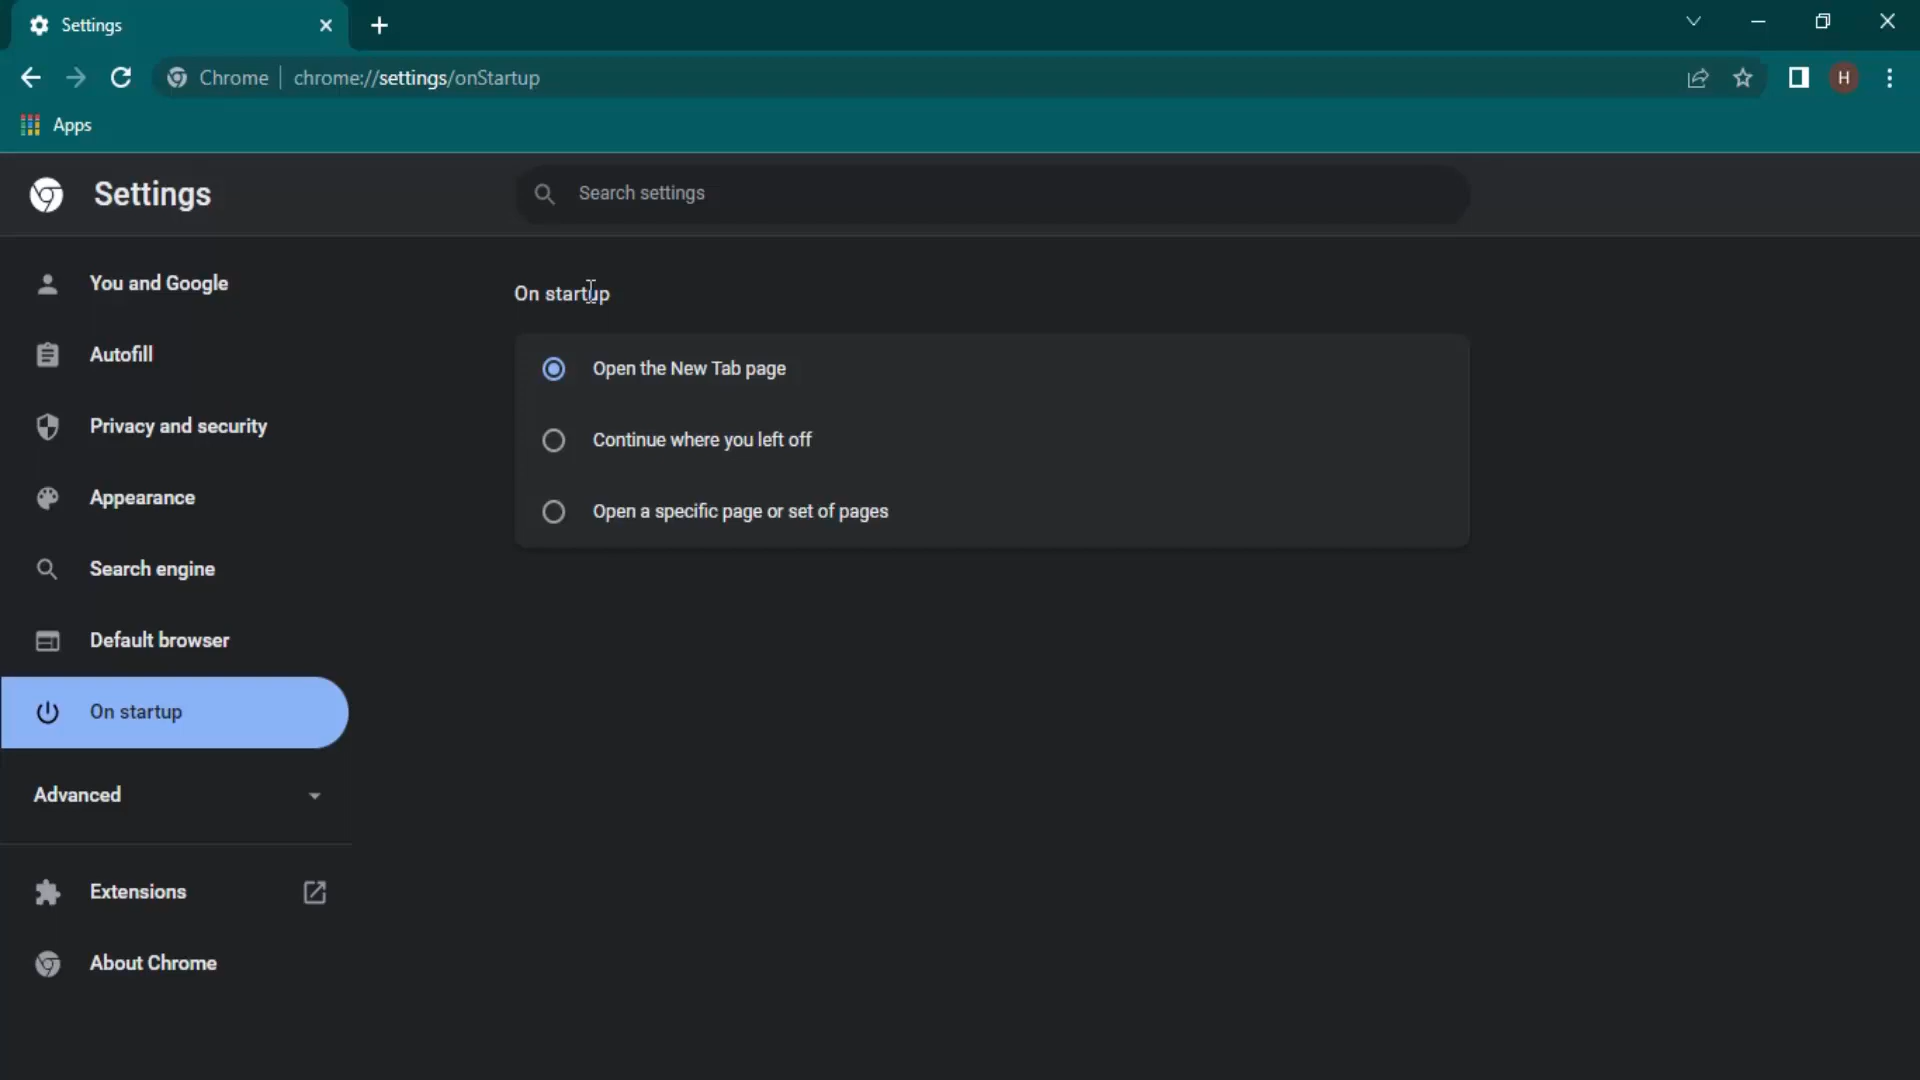 Settings
Chrome | chrome://settings/onStartup
H
Apps
Settings
Search settings
You and Google
Autofill
Privacy and security
Appearance
Search engine
Default browser
On startup
Advanced
Extensions
About Chrome
On startup
Open the New Tab page
Continue where you left off
Open a specific page or set of pages